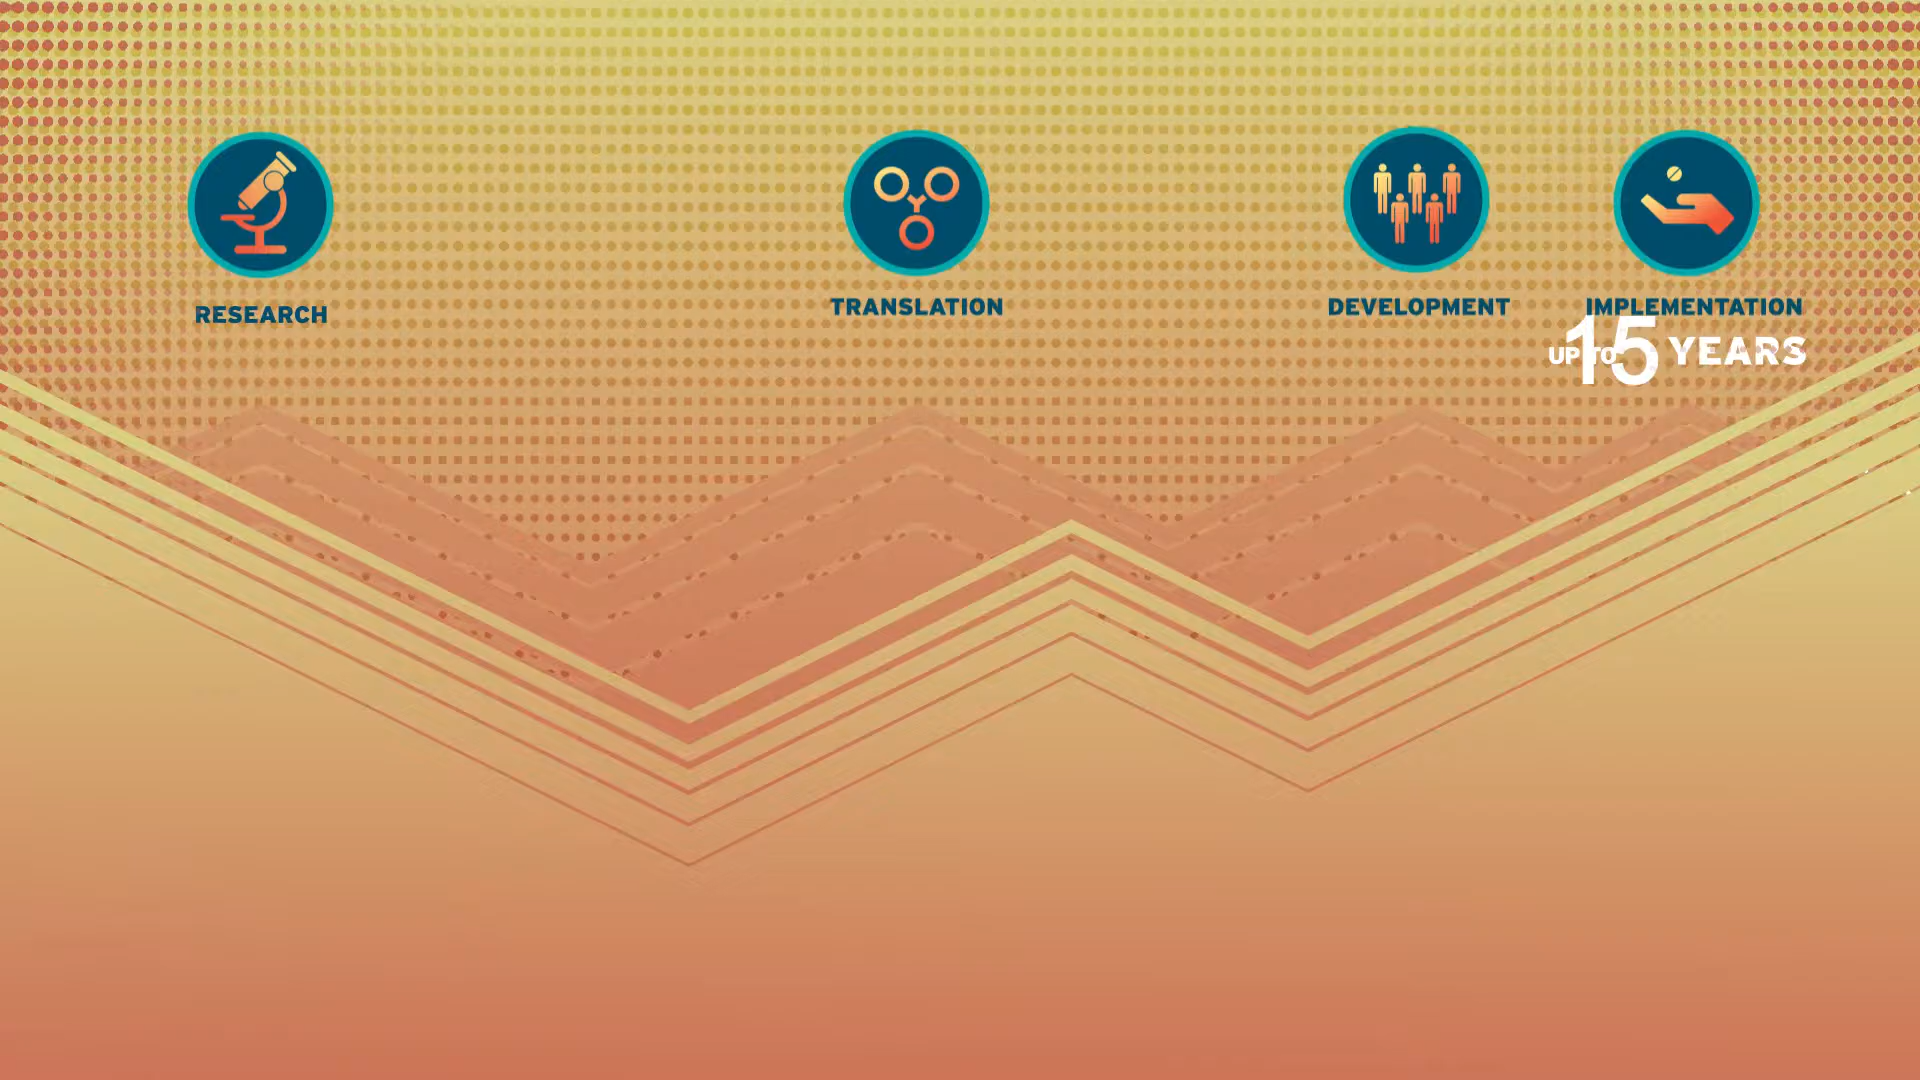 RESEARCH
TRANSLATION
DEVELOPMENT
IMPLEMENTATION
UP TO 15 YEARS